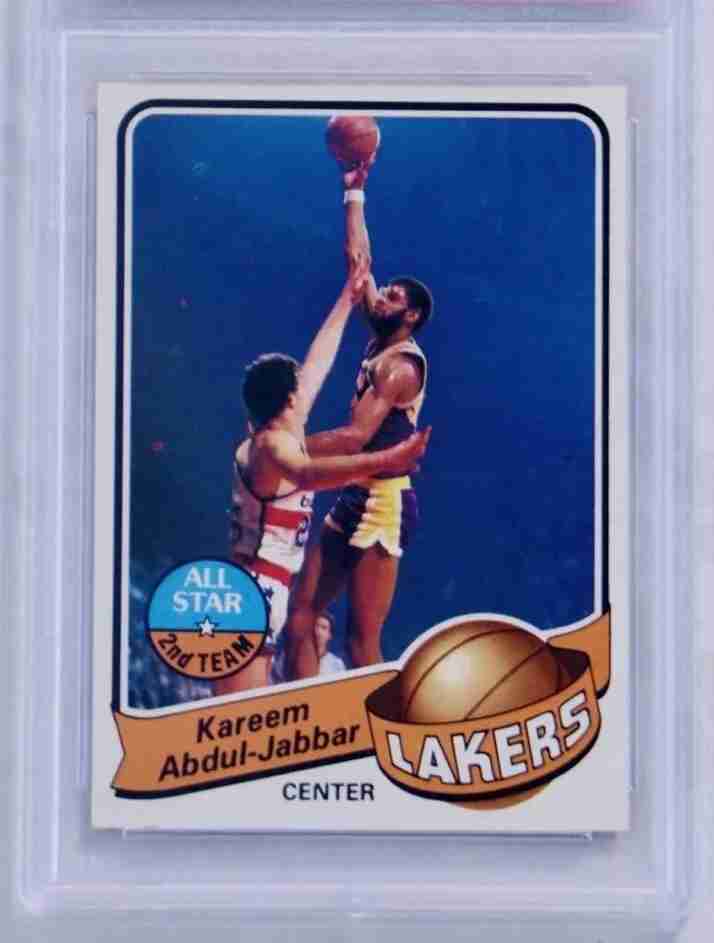 ALL
STAR
2nd TEAM
Kareem
Abdul-Jabbar
LAKERS
CENTER